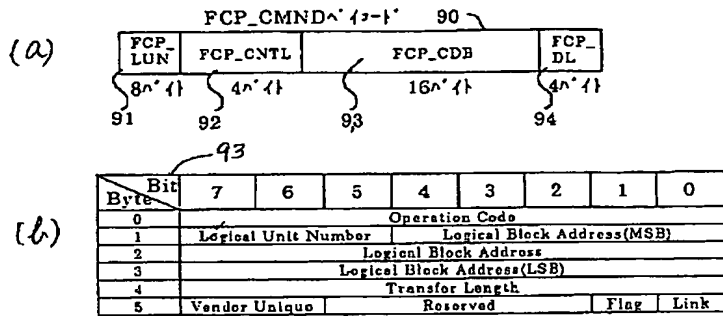 FCP_CMNDペイロード 90
(a)
FCP_LUN FCP_CNTL FCP_CDB FCP_DL
8バイト 4バイト 16バイト 4バイト
91 92 93 94
93
(b)
Byte Bit 7 6 5 4 3 2 1 0
0 Operation Code
1 Logical Unit Number Logical Block Address(MSB)
2 Logical Block Address
3 Logical Block Address(LSB)
4 Transfor Length
5 Vendor Unique Reserved Flag Link